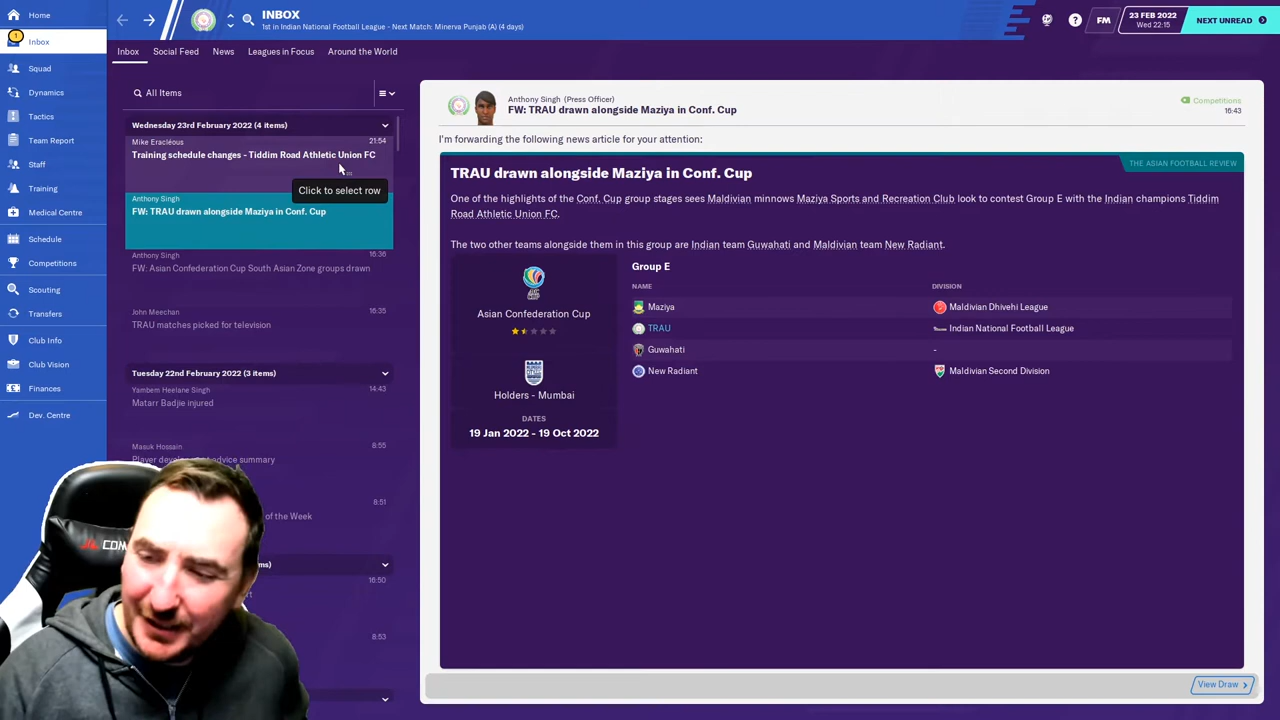 Home
INBOX
1st in Indian National Football League - Next Match: Minerva Punjab (A) (4 days)
FM
23 FEB 2022
Wed 22:15
NEXT UNREAD
1
Inbox
Squad
Dynamics
Tactics
Team Report
Staff
Training
Medical Centre
Schedule
Competitions
Scouting
Transfers
Club Info
Club Vision
Finances
Dev. Centre
Inbox Social Feed News Leagues in Focus Around the World
All Items
Wednesday 23rd February 2022 (4 items)
Mike Eracléous 21:54
Training schedule changes - Tiddim Road Athletic Union FC
Click to select row
Anthony Singh
FW: TRAU drawn alongside Maziya in Conf. Cup
Anthony Singh 16:36
FW: Asian Confederation Cup South Asian Zone groups drawn
John Meechan 16:35
TRAU matches picked for television
Tuesday 22nd February 2022 (3 items)
Yambem Heelane Singh 14:43
Matarr Badjie injured
Masuk Hossain 8:55
advice summary
8:51
of the Week
ms)
16:50
8:53
Anthony Singh (Press Officer)
FW: TRAU drawn alongside Maziya in Conf. Cup
Competitions
16:43
I'm forwarding the following news article for your attention:
THE ASIAN FOOTBALL REVIEW
TRAU drawn alongside Maziya in Conf. Cup
One of the highlights of the Conf. Cup group stages sees Maldivian minnows Maziya Sports and Recreation Club look to contest Group E with the Indian champions Tiddim
Road Athletic Union FC.
The two other teams alongside them in this group are Indian team Guwahati and Maldivian team New Radiant.
Asian Confederation Cup
Holders - Mumbai
DATES
19 Jan 2022 - 19 Oct 2022
Group E
NAME DIVISION
Maziya Maldivian Dhivehi League
TRAU Indian National Football League
Guwahati -
New Radiant Maldivian Second Division
View Draw